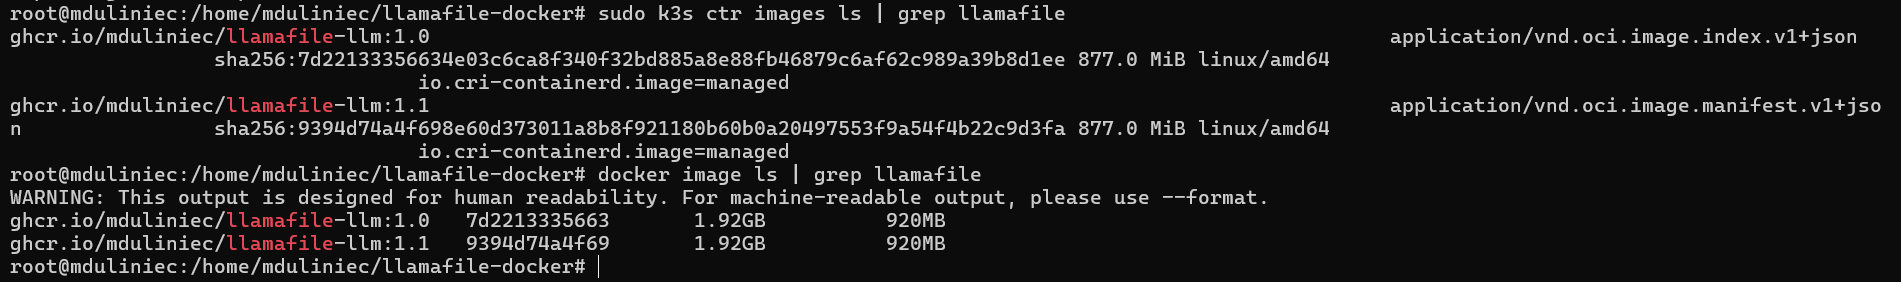 root@mduliniec:/home/mduliniec/llamafile-docker# sudo k3s ctr images ls | grep llamafile
ghcr.io/mduliniec/llamafile-llm:1.0 application/vnd.oci.image.index.v1+json
sha256:7d2213335663​4e03c6ca8f340f32bd885a8e88fb46879c6af62c989a39b8d1ee 877.0 MiB linux/amd64
io.cri-containerd.image=managed
ghcr.io/mduliniec/llamafile-llm:1.1 application/vnd.oci.image.manifest.v1+jso
n sha256:9394d74a4f698e60d373011a8b8f921180b60b0a20497553f9a54f4b22c9d3fa 877.0 MiB linux/amd64
io.cri-containerd.image=managed
root@mduliniec:/home/mduliniec/llamafile-docker# docker image ls | grep llamafile
WARNING: This output is designed for human readability. For machine-readable output, please use --format.
ghcr.io/mduliniec/llamafile-llm:1.0 7d2213335663 1.92GB 920MB
ghcr.io/mduliniec/llamafile-llm:1.1 9394d74a4f69 1.92GB 920MB
root@mduliniec:/home/mduliniec/llamafile-docker#